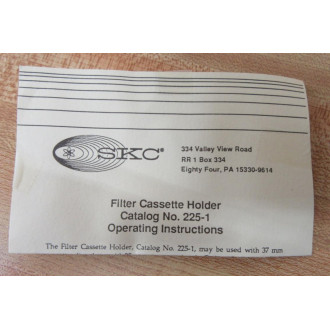 SKC®
334 Valley View Road
RR 1 Box 334
Eighty Four, PA 15330-9614
Filter Cassette Holder
Catalog No. 225-1
Operating Instructions
The Filter Cassette Holder, Catalog No. 225-1, may be used with 37 mm